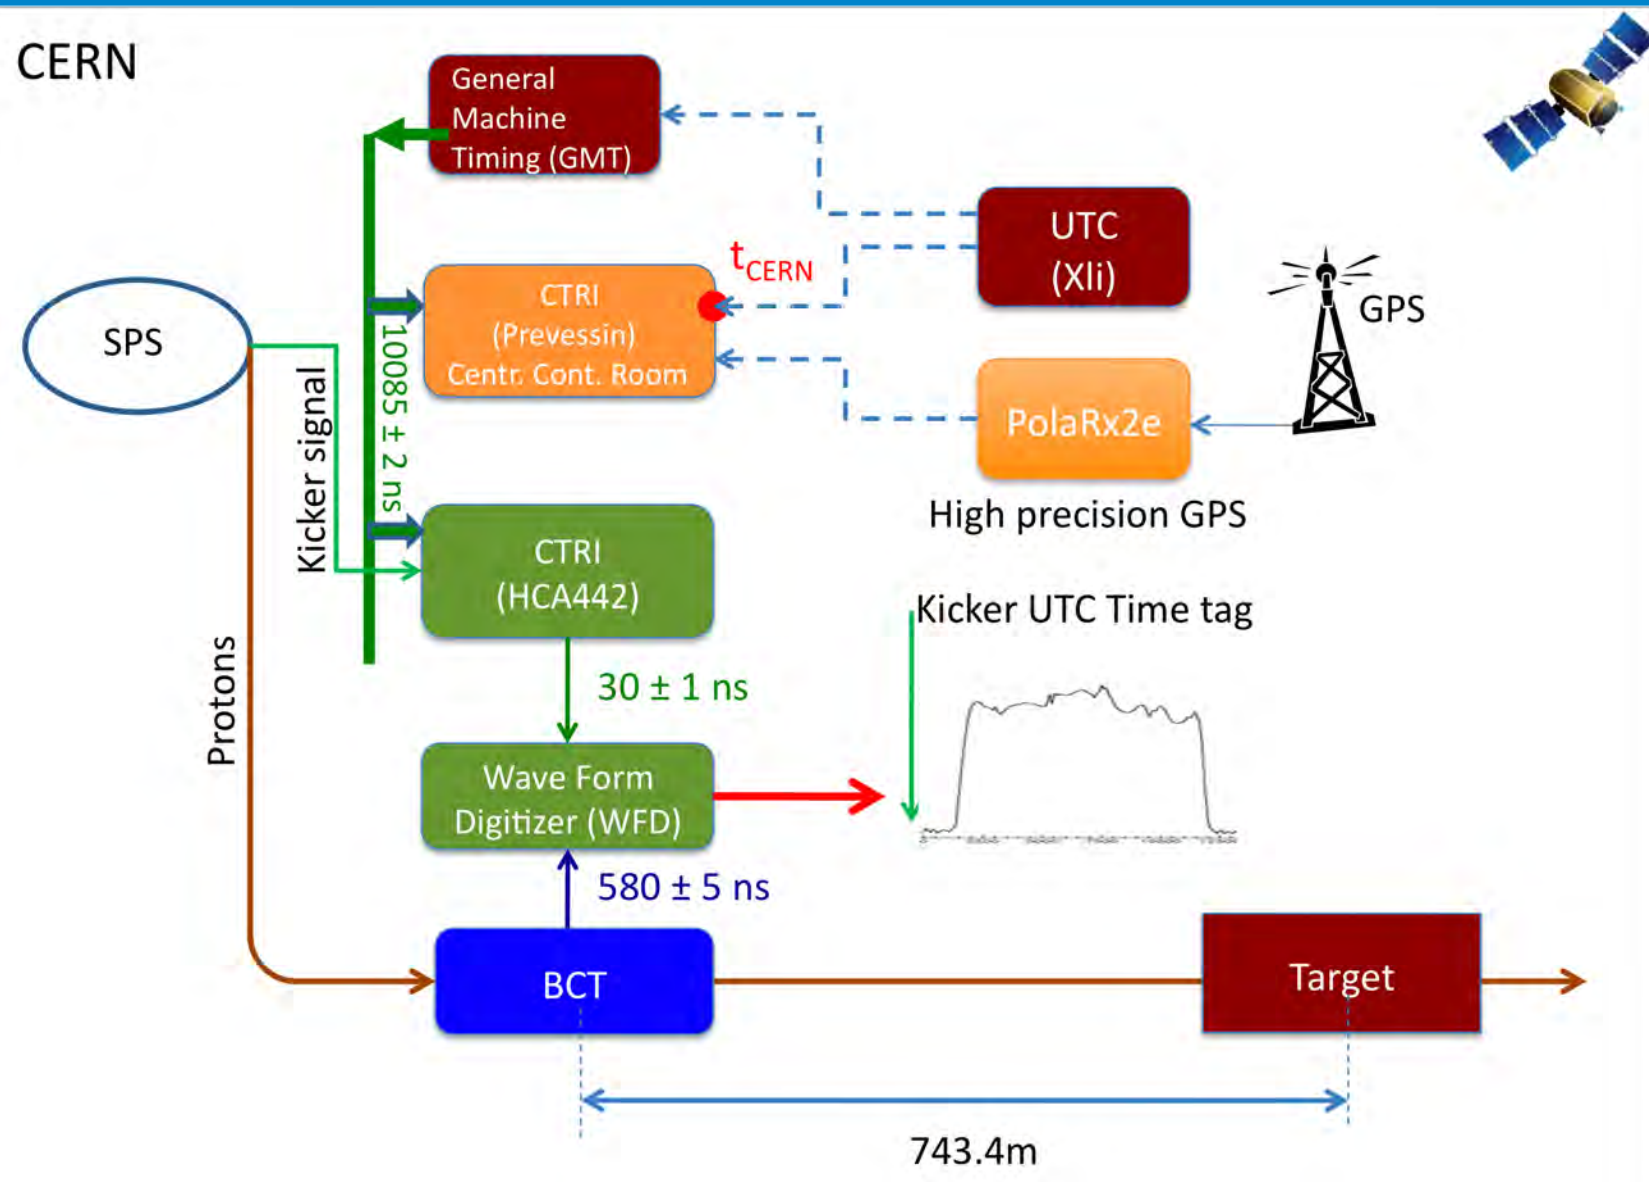 CERN
General
Machine
Timing (GMT)
UTC
(Xli)
tCERN
CTRI
(Prevessin)
Centr. Cont. Room
GPS
SPS
PolaRx2e
High precision GPS
Kicker signal
10085 ± 2 ns
CTRI
(HCA442)
Kicker UTC Time tag
30 ± 1 ns
Protons
Wave Form
Digitizer (WFD)
580 ± 5 ns
BCT
Target
743.4m